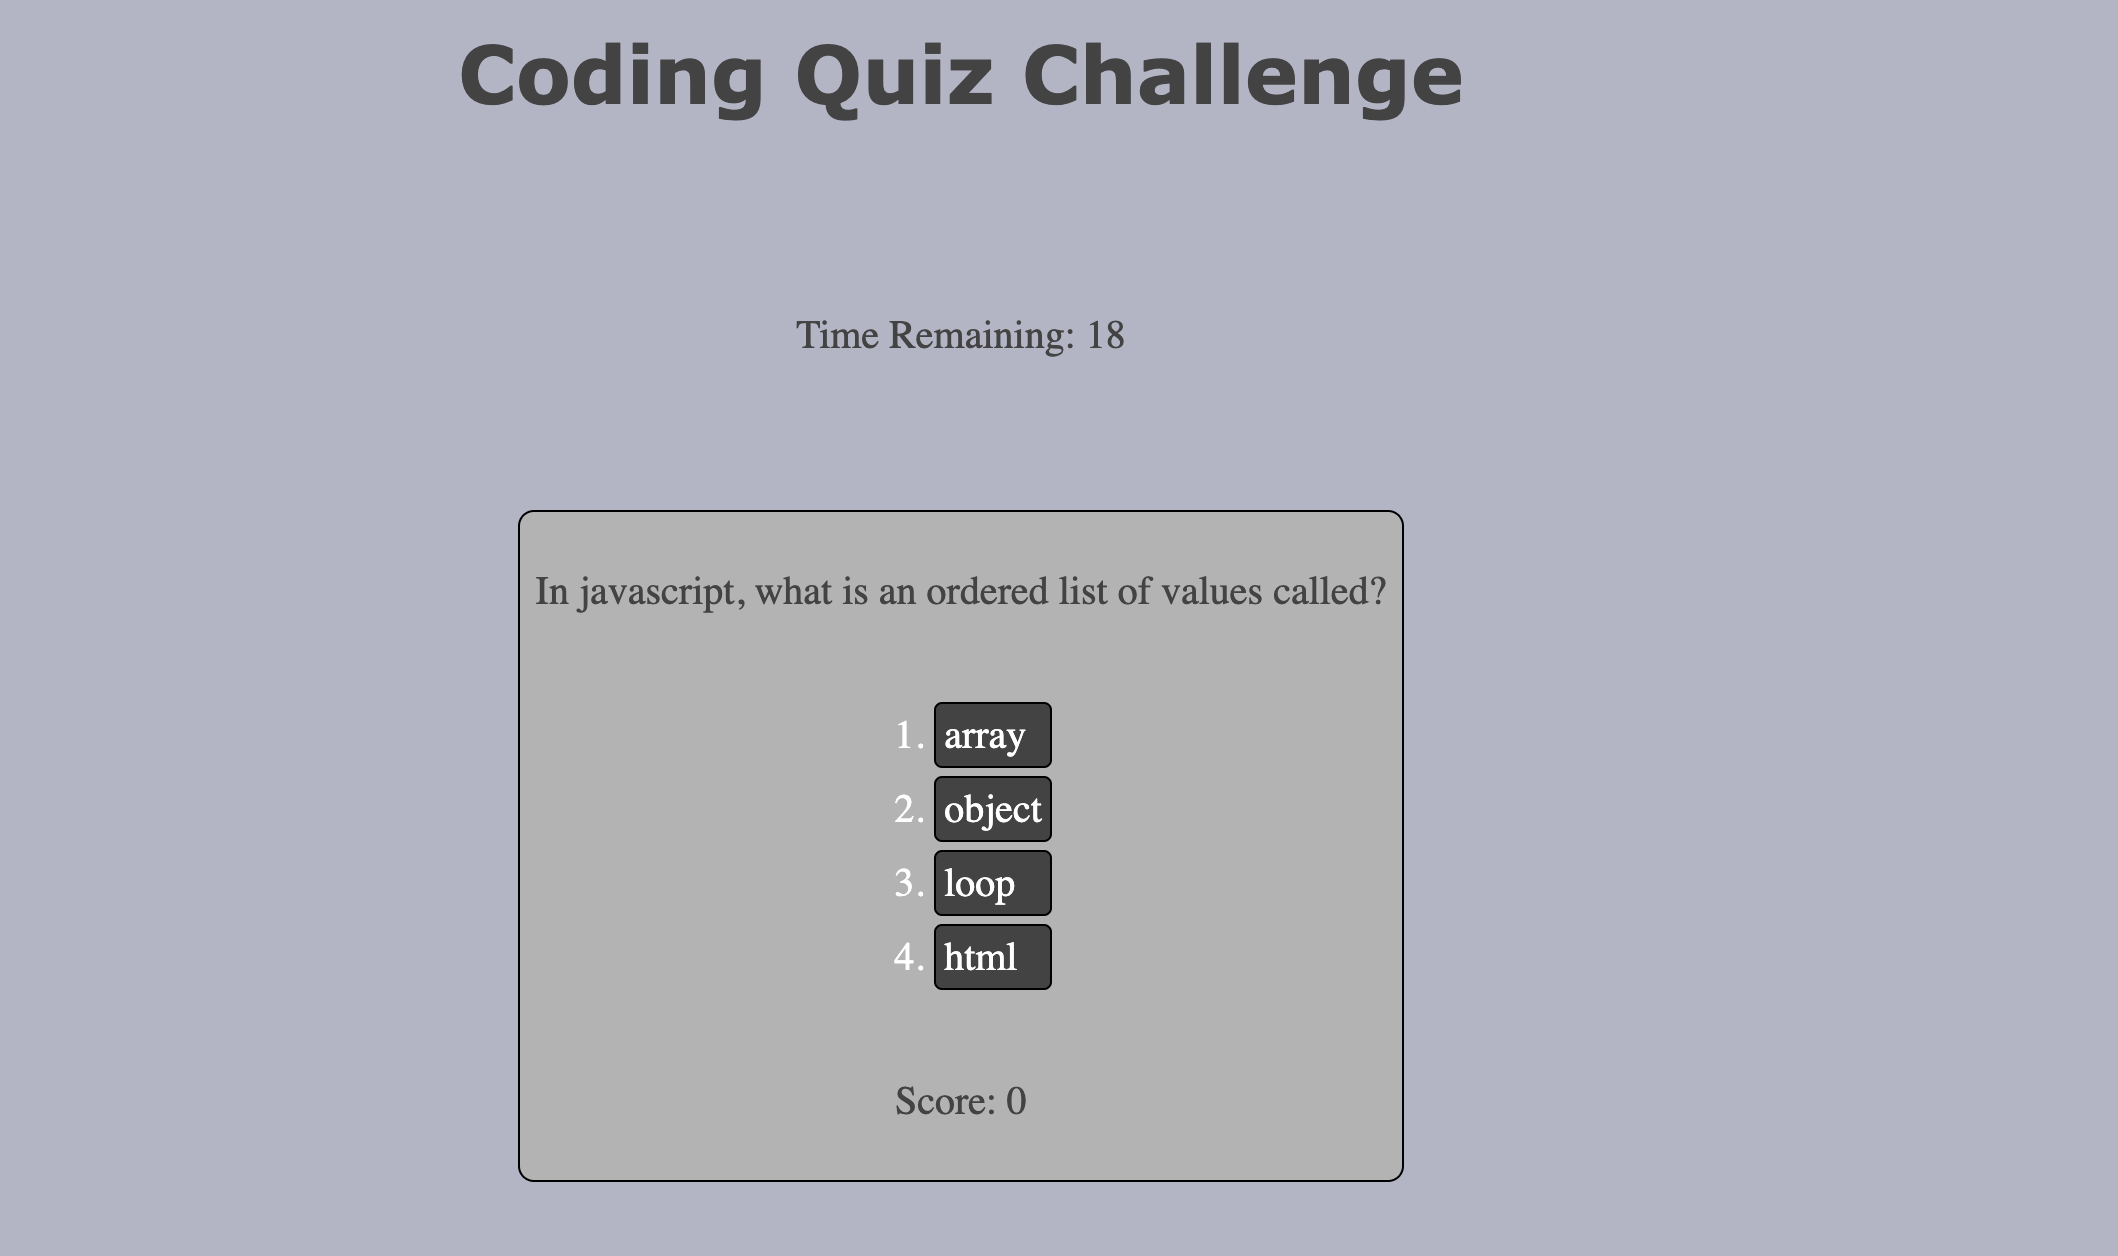 Coding Quiz Challenge
Time Remaining: 18
In javascript, what is an ordered list of values called?
1. array
2. object
3. loop
4. html
Score: 0